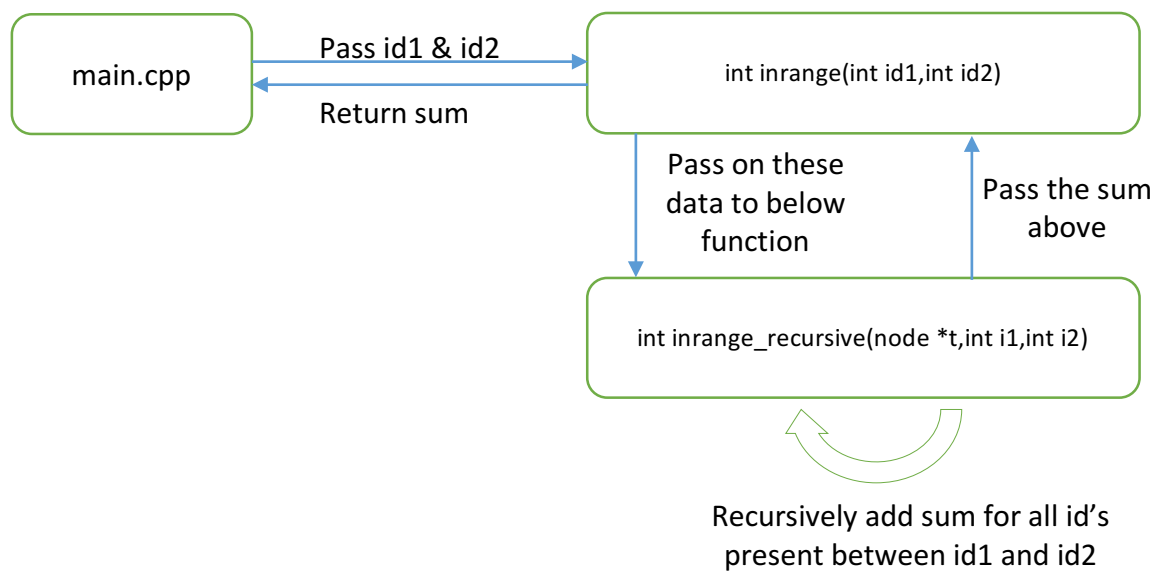 Pass id1 & id2
main.cpp
int inrange(int id1,int id2)
Return sum
Pass on these
data to below
function
Pass the sum
above
int inrange_recursive(node *t,int i1,int i2)
Recursively add sum for all id's
present between id1 and id2